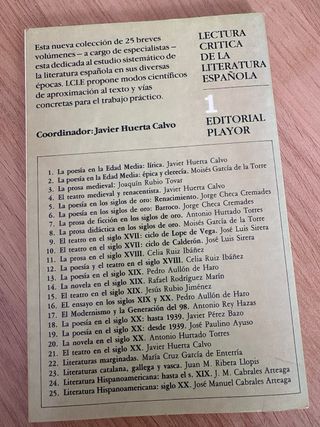 Esta nueva colección de 25 breves
volúmenes — a cargo de especialistas —
esta dedicada al estudio sistemático de
la literatura española en sus diversas
épocas. LCLE propone modos científicos
de aproximación al texto y vías
concretas para el trabajo práctico.
Coordinador: Javier Huerta Calvo
LECTURA
CRITICA
DE LA
LITERATURA
ESPAÑOLA
1
EDITORIAL
PLAYOR
1. La poesía en la Edad Media: lírica. Javier Huerta Calvo
2. La poesía en la Edad Media: épica y clerecía. Moisés García de la Torre
3. La prosa medieval: Joaquín Rubio Tovar
4. El teatro medieval y renacentista. Javier Huerta Calvo
5. La poesía en los siglos de oro: Renacimiento. Jorge Checa Cremades
6. La poesía en los siglos de oro: Barroco. Jorge Checa Cremades
7. La prosa de ficción en los siglos de oro. Antonio Hurtado Torres
8. La prosa didáctica en los siglos de oro. Moisés García de la Torre
9. El teatro en el siglo XVII: ciclo de Lope de Vega. José Luis Sirera
10. El teatro en el siglo XVII: ciclo de Calderón. José Luis Sirera
11. La prosa en el siglo XVIII. Celia Ruiz Ibáñez
12. La poesía y el teatro en el siglo XVIII. Celia Ruiz Ibáñez
13. La poesía en el siglo XIX. Pedro Aullón de Haro
14. La novela en el siglo XIX. Rafael Rodríguez Marín
15. El teatro en el siglo XIX. Jesús Rubio Jiménez
16. EL ensayo en los siglos XIX y XX. Pedro Aullón de Haro
17. El Modernismo y la Generación del 98. Antonio Rey Hazas
18. La poesía en el siglo XX: hasta 1939. Javier Pérez Bazo
19. La poesía en el siglo XX: desde 1939. José Paulino Ayuso
20. La novela en el siglo XX. Antonio Hurtado Torres
21. El teatro en el siglo XX. Javier Huerta Calvo
22. Literaturas marginadas. María Cruz García de Enterría
23. Literaturas catalana, gallega y vasca. Juan M. Ribera Llopis
24. Literatura Hispanoamericana: hasta el s. XIX. J. M. Cabrales Arteaga
25. Literatura Hispanoamericana: siglo XX. José Manuel Cabrales Arteaga